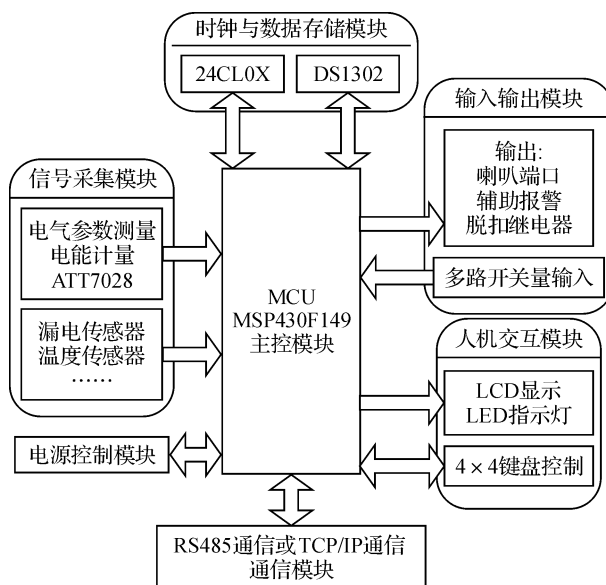 时钟与数据存储模块
24CL0X
DS1302
输入输出模块
输出:
喇叭端口
辅助报警
脱扣继电器
多路开关量输入
信号采集模块
电气参数测量
电能计量
ATT7028
漏电传感器
温度传感器
……
MCU
MSP430F149
主控模块
人机交互模块
LCD显示
LED指示灯
4×4键盘控制
电源控制模块
RS485通信或TCP/IP通信
通信模块